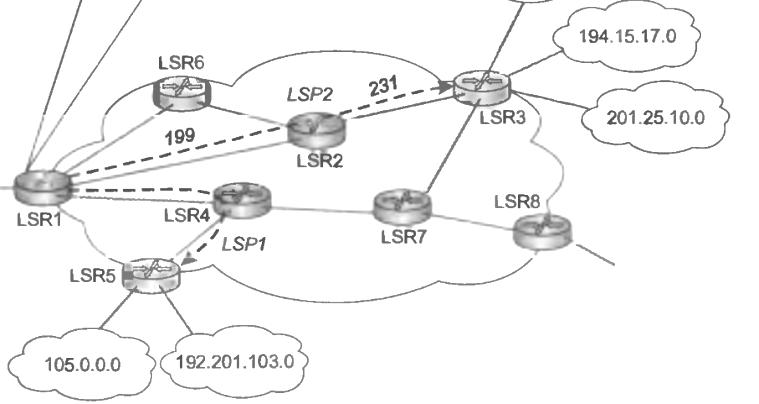 194.15.17.0
LSR6
LSP2
231
LSR3
201.25.10.0
199
LSR2
LSR1
LSR4
LSR7
LSR8
LSP1
LSR5
105.0.0.0
192.201.103.0